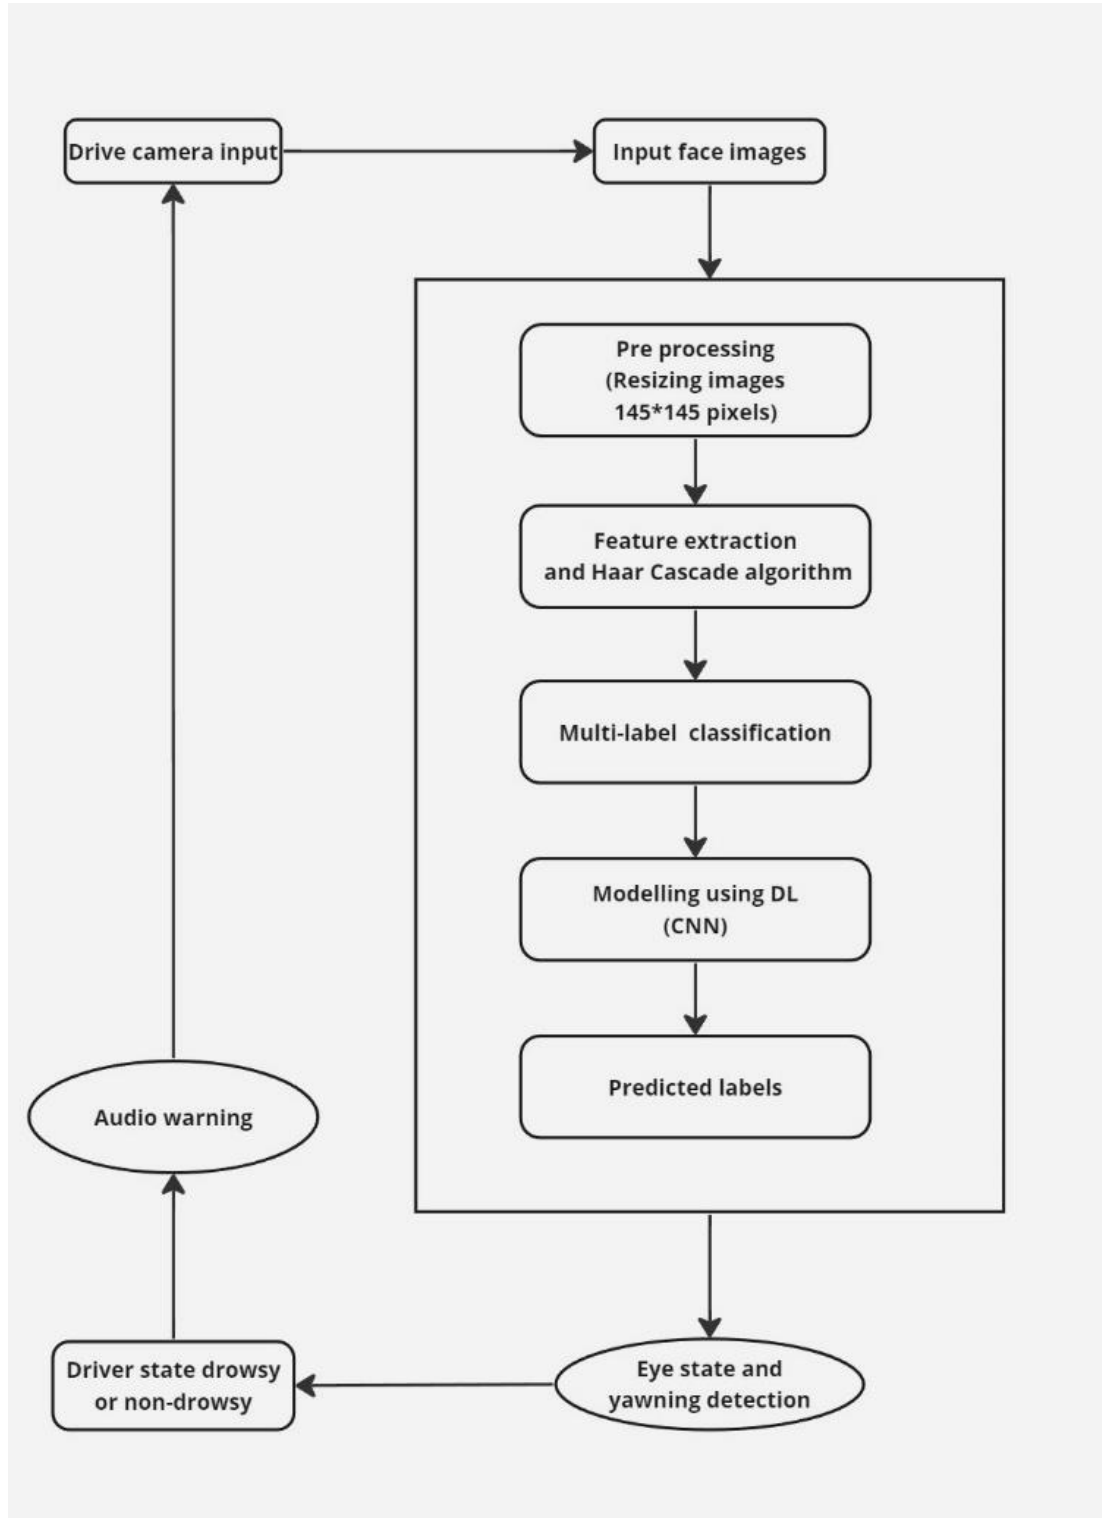 Drive camera input
Input face images
Pre processing
(Resizing images
145*145 pixels)
Feature extraction
and Haar Cascade algorithm
Multi-label classification
Modelling using DL
(CNN)
Predicted labels
Audio warning
Eye state and
yawning detection
Driver state drowsy
or non-drowsy